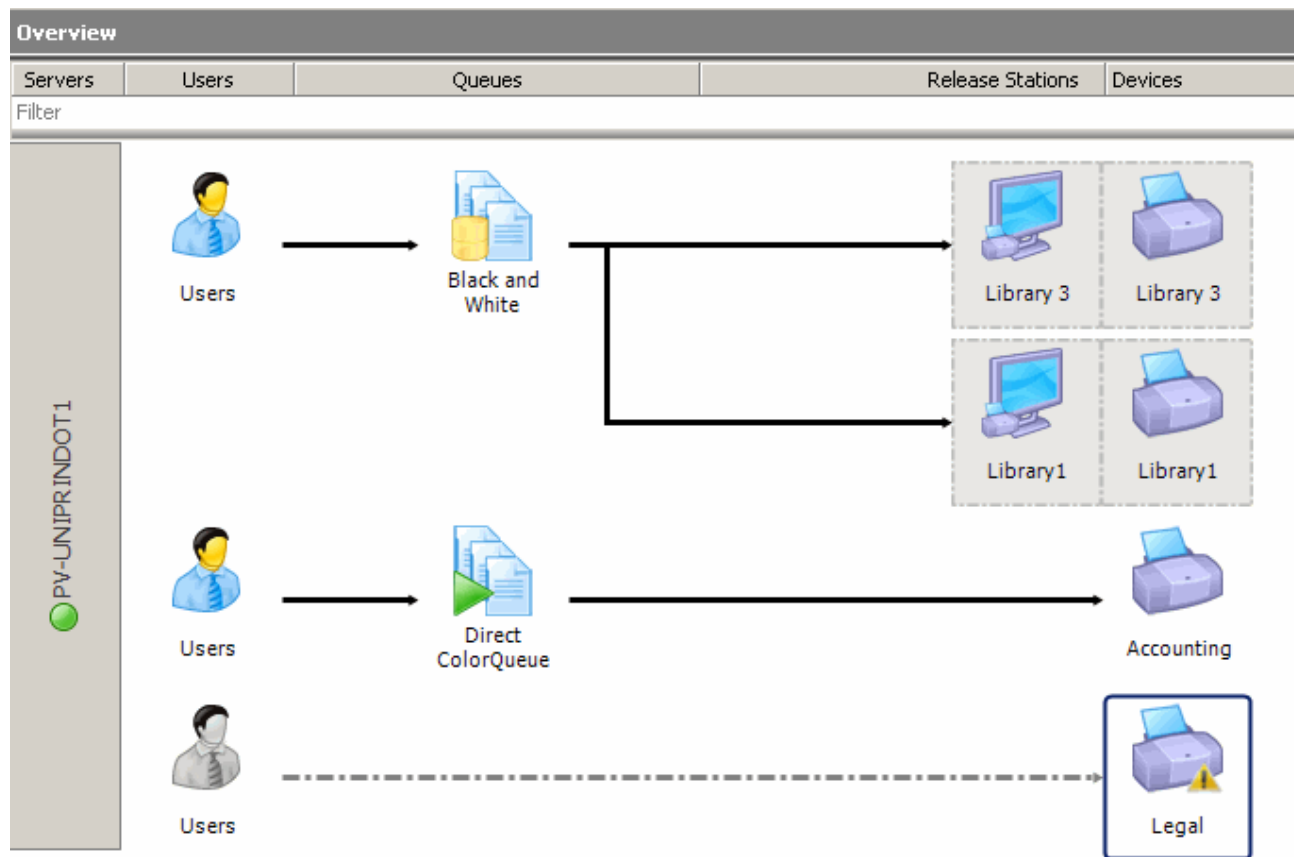 Overview
Servers Users Queues Release Stations Devices
Filter
PV-UNIPRINDOT1
Users
Black and
White
Library 3
Library 3
Library1
Library1
Users
Direct
ColorQueue
Accounting
Users
Legal